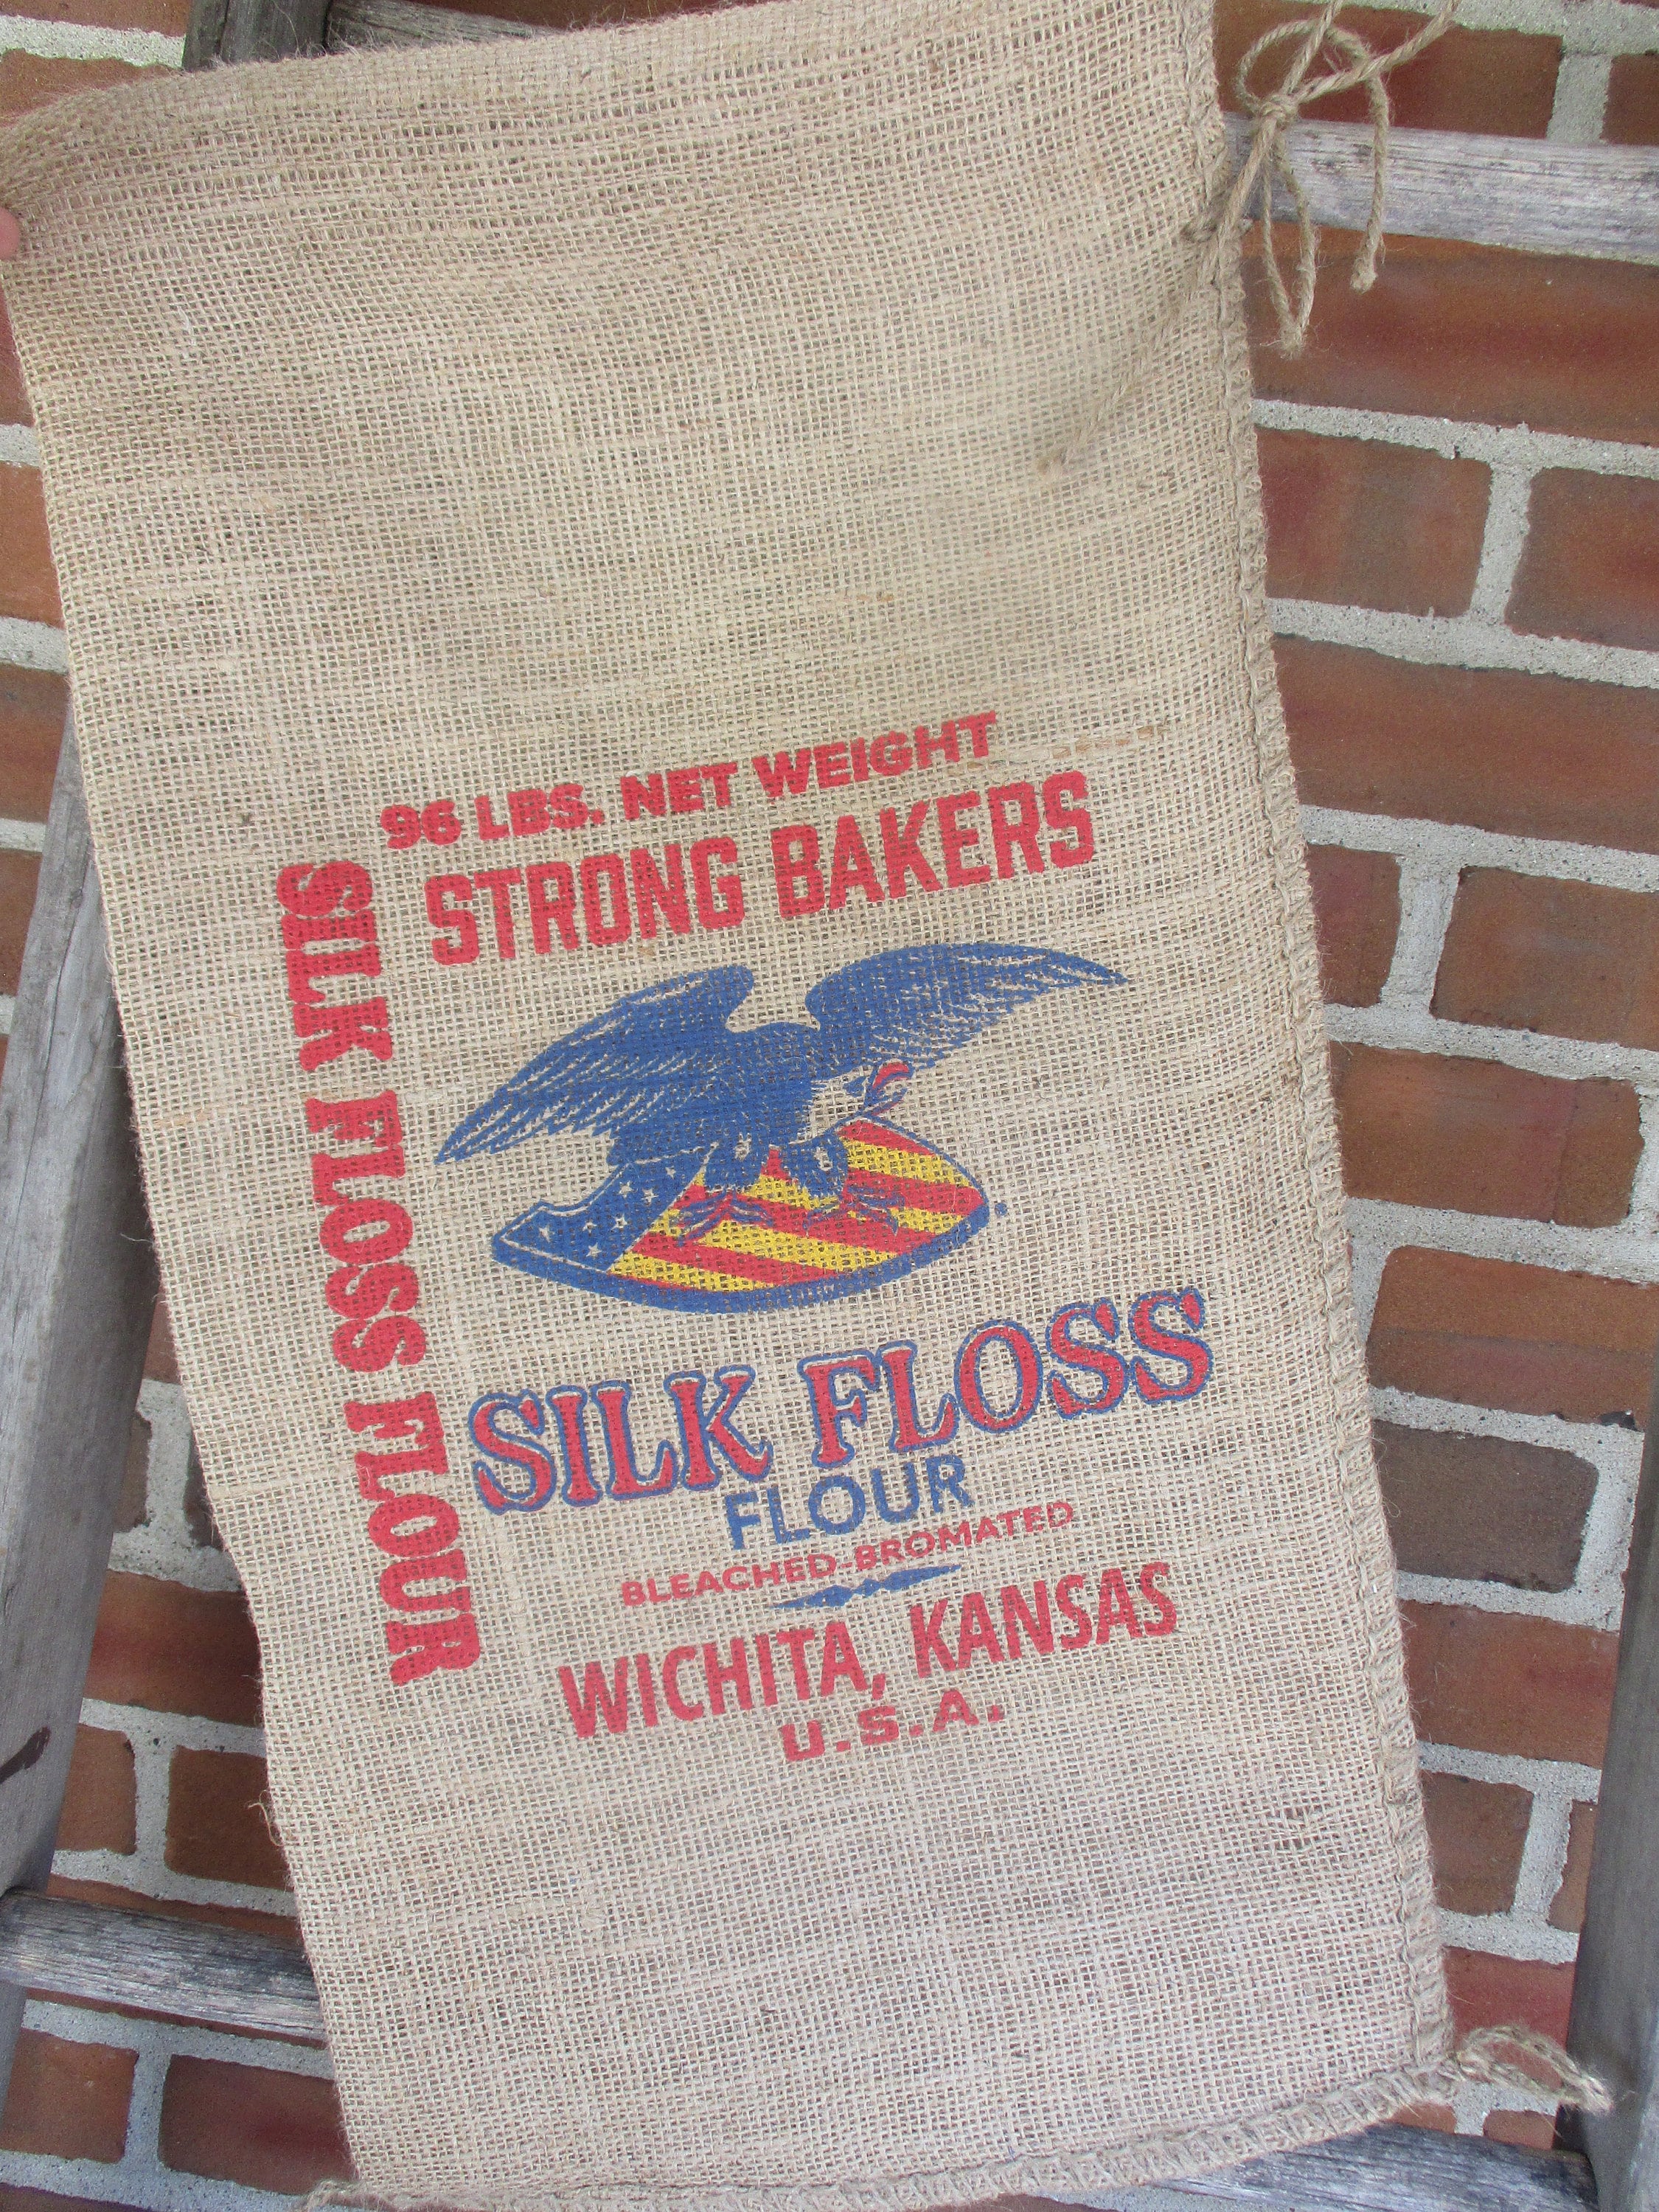 96 LBS. NET WEIGHT
STRONG BAKERS
SILK FLOSS FLOUR
SILK FLOSS
FLOUR
BLEACHED-BROMATED
WICHITA, KANSAS
U.S.A.